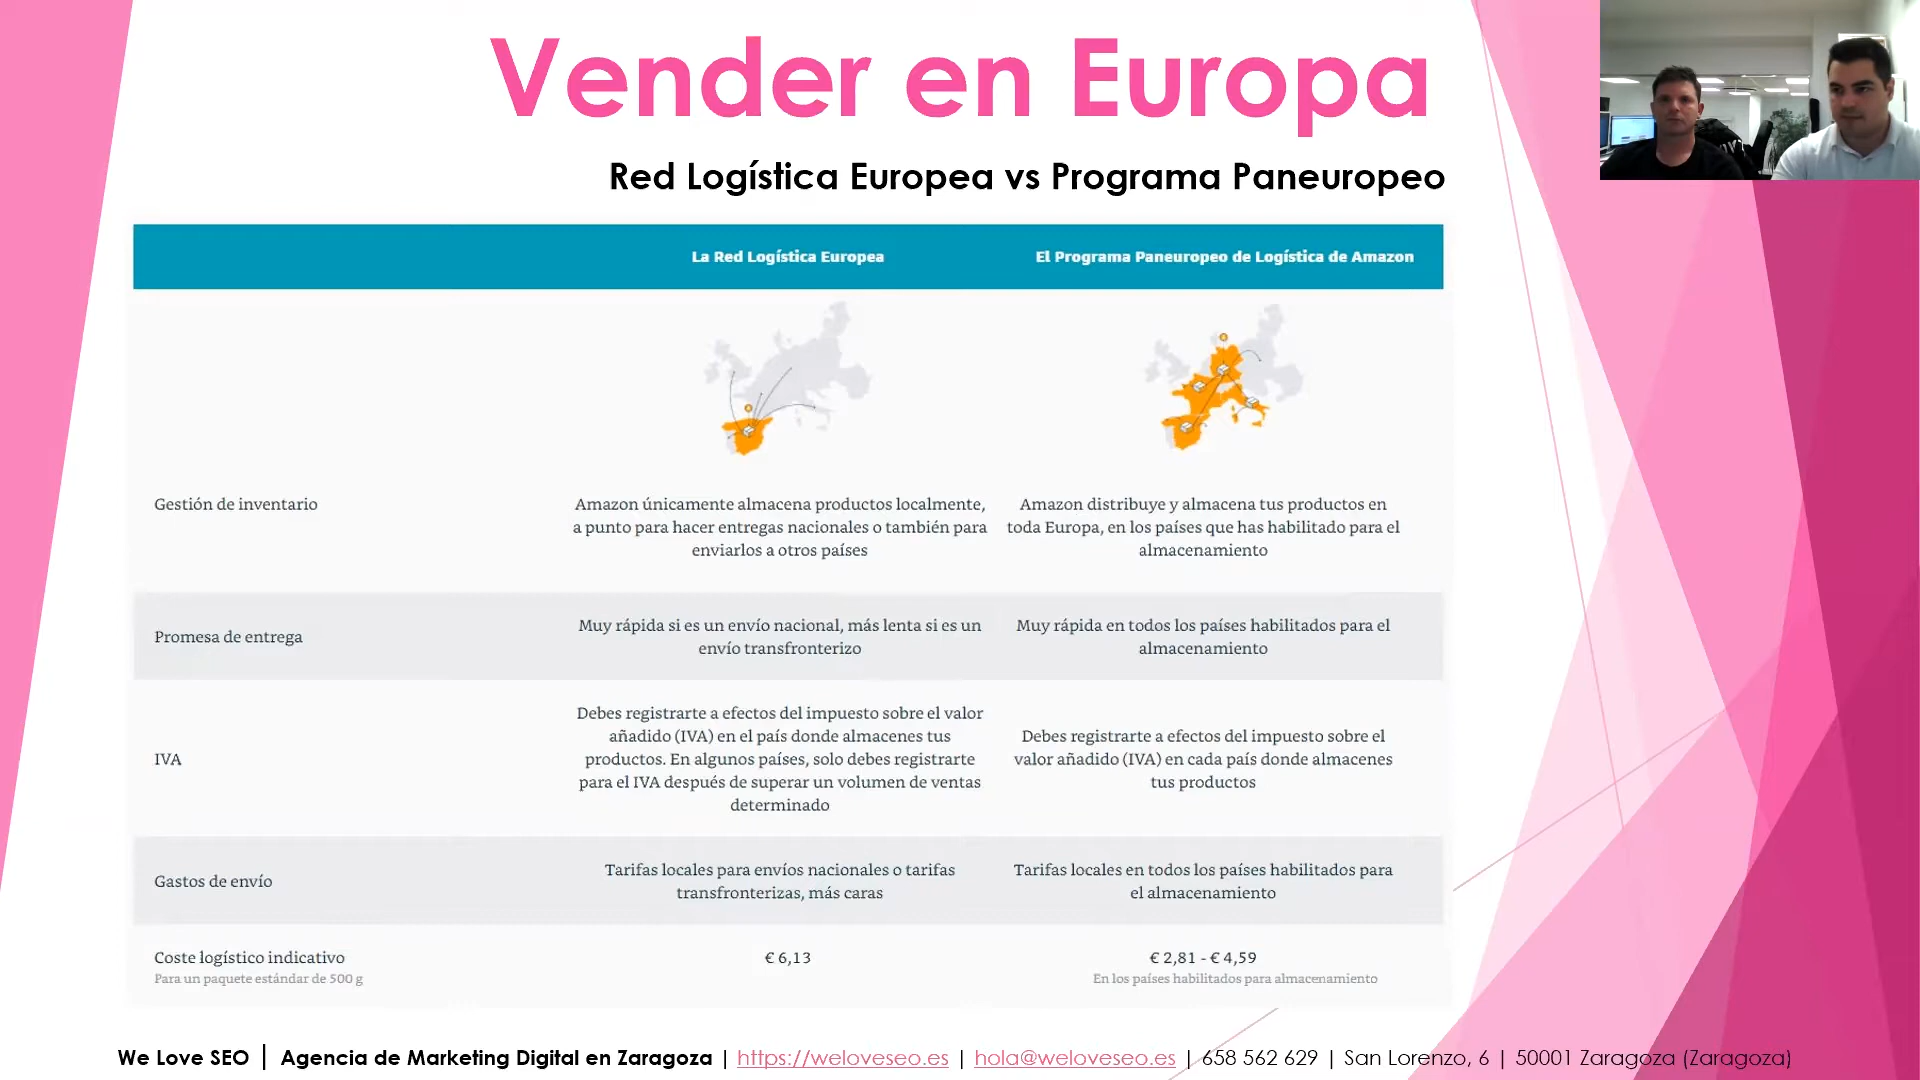 Vender en Europa
Red Logística Europea vs Programa Paneuropeo
La Red Logística Europea
El Programa Paneuropeo de Logística de Amazon
Gestión de inventario
Amazon únicamente almacena productos localmente,
a punto para hacer entregas nacionales o también para
enviarlos a otros países
Amazon distribuye y almacena tus productos en
toda Europa, en los países que has habilitado para el
almacenamiento
Promesa de entrega
Muy rápida si es un envío nacional, más lenta si es un
envío transfronterizo
Muy rápida en todos los países habilitados para el
almacenamiento
IVA
Debes registrarte a efectos del impuesto sobre el valor
añadido (IVA) en el país donde almacenes tus
productos. En algunos países, solo debes registrarte
para el IVA después de superar un volumen de ventas
determinado
Debes registrarte a efectos del impuesto sobre el
valor añadido (IVA) en cada país donde almacenes
tus productos
Gastos de envío
Tarifas locales para envíos nacionales o tarifas
transfronterizas, más caras
Tarifas locales en todos los países habilitados para
el almacenamiento
Coste logístico indicativo
Para un paquete estándar de 500 g
€ 6,13
€ 2,81 - € 4,59
En los países habilitados para almacenamiento
We Love SEO | Agencia de Marketing Digital en Zaragoza | https://weloveseo.es | hola@weloveseo.es | 658 562 629 | San Lorenzo, 6 | 50001 Zaragoza (Zaragoza)